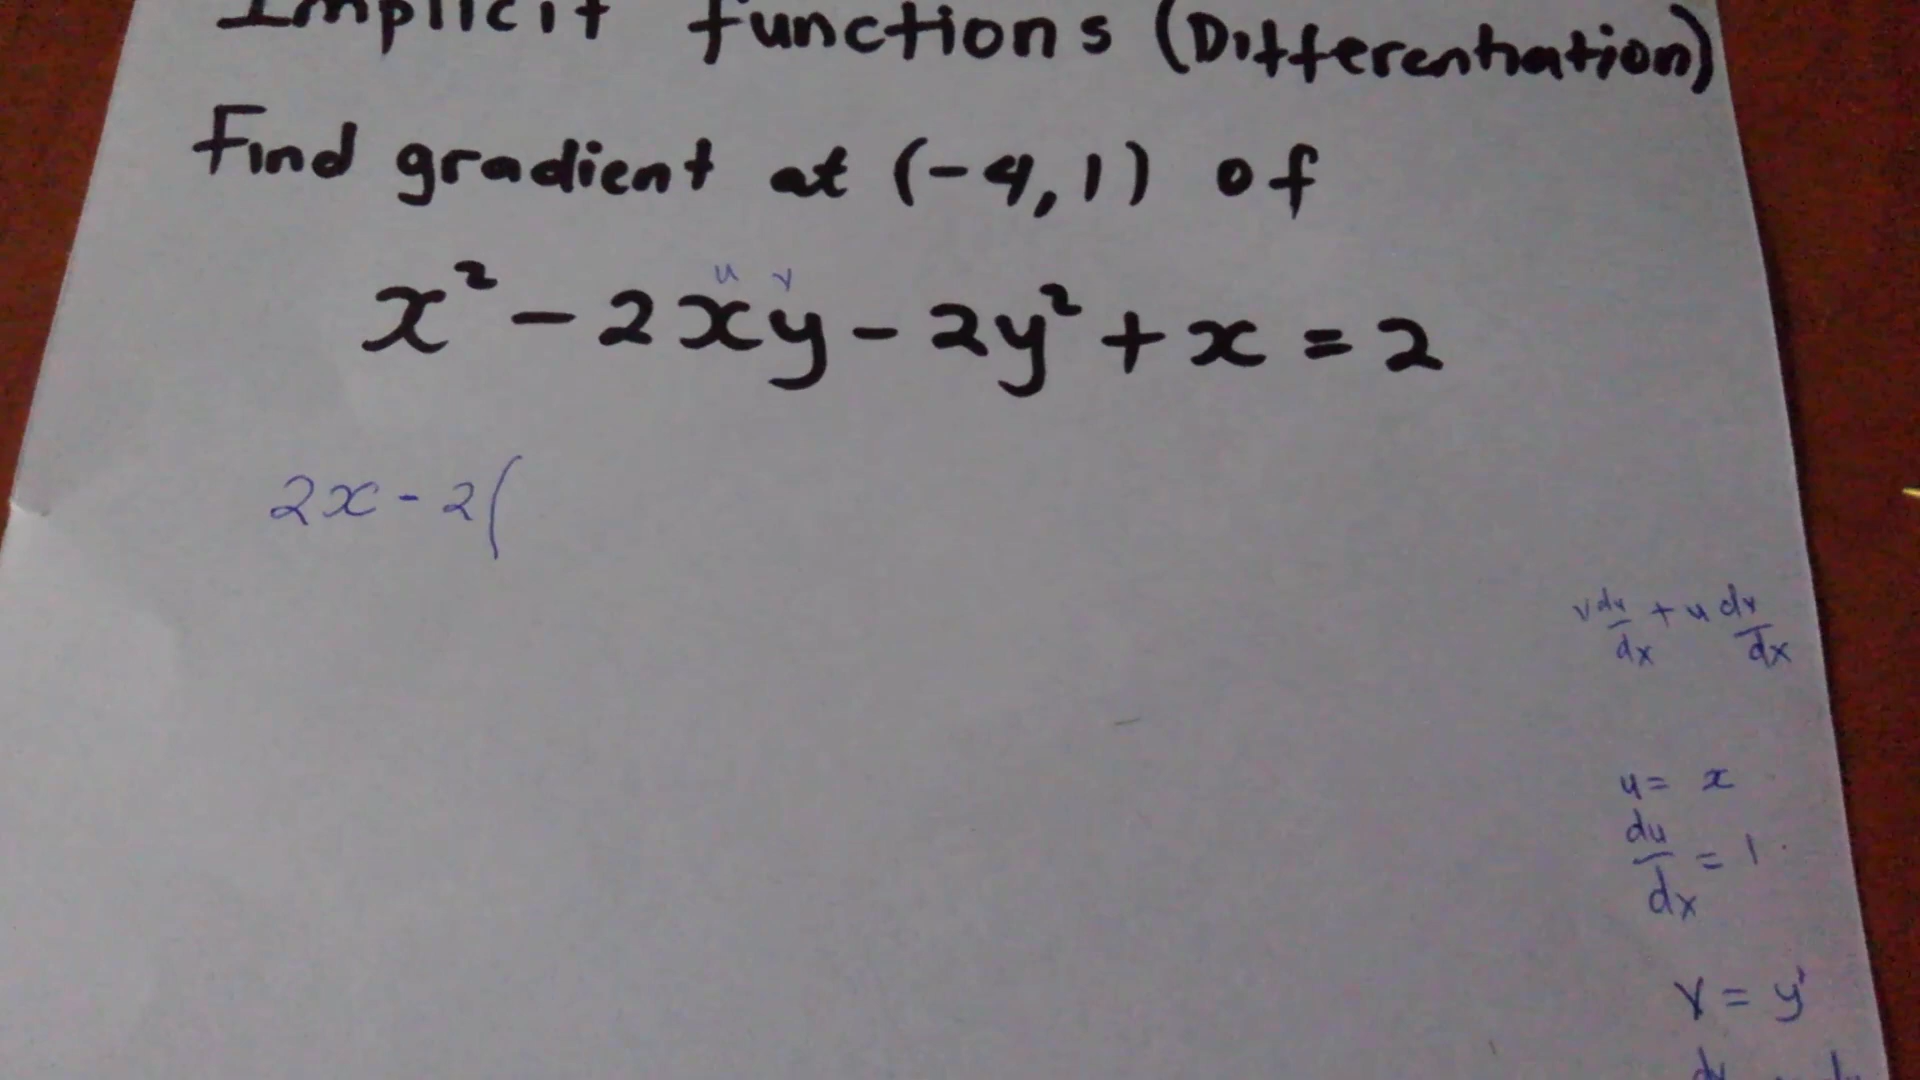 Implicit functions (Differentiation)
Find gradient at (-4,1) of
u v
x² - 2xy - 2y² + x = 2
2x - 2(
v du/dx + u dv/dx
u = x
du/dx = 1
v = y